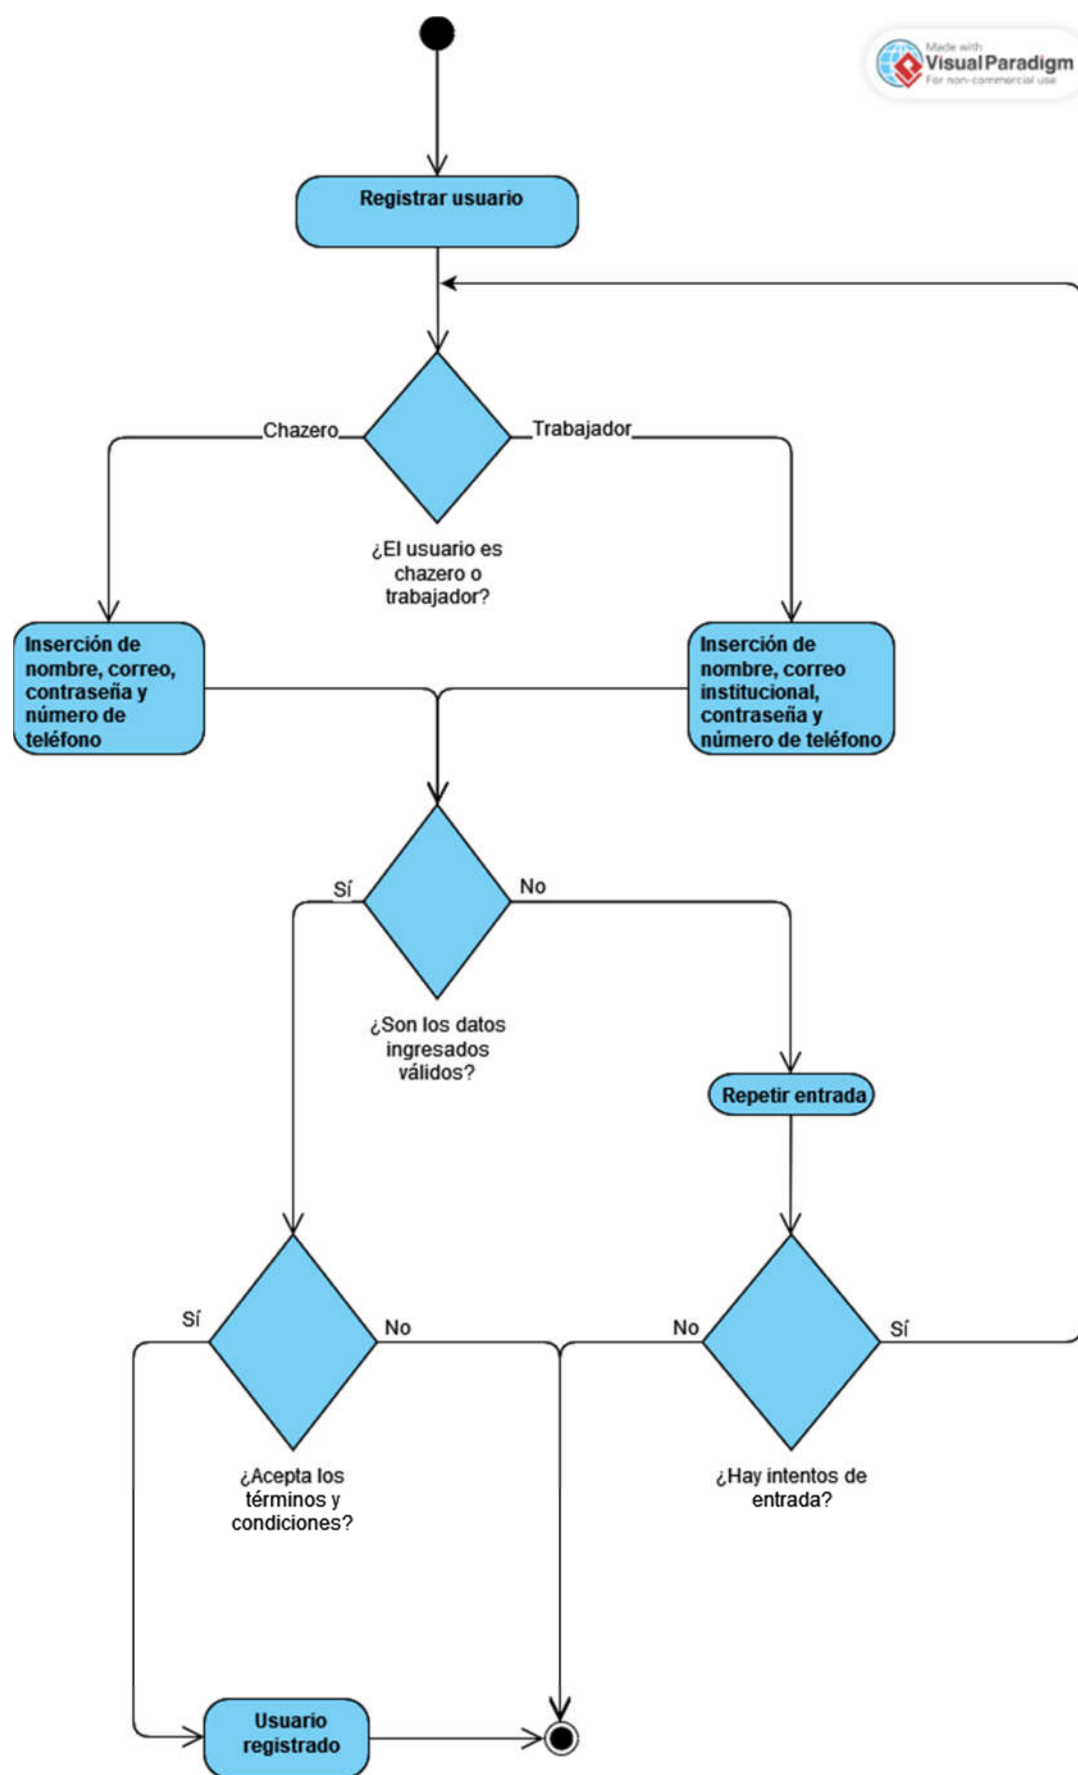 Made with
Visual Paradigm
For non-commercial use
Registrar usuario
Chazero
Trabajador
¿El usuario es
chazero o
trabajador?
Inserción de
nombre, correo,
contraseña y
número de
teléfono
Inserción de
nombre, correo
institucional,
contraseña y
número de teléfono
Sí
No
¿Son los datos
ingresados
válidos?
Repetir entrada
Sí
No
No
Sí
¿Acepta los
términos y
condiciones?
¿Hay intentos de
entrada?
Usuario
registrado